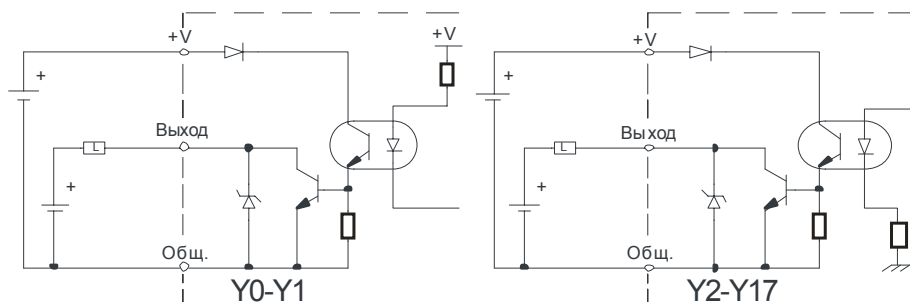 +V
+V
+
Выход
L
+
Общ.
Y0-Y1
+V
+
Выход
L
+
Общ.
Y2-Y17